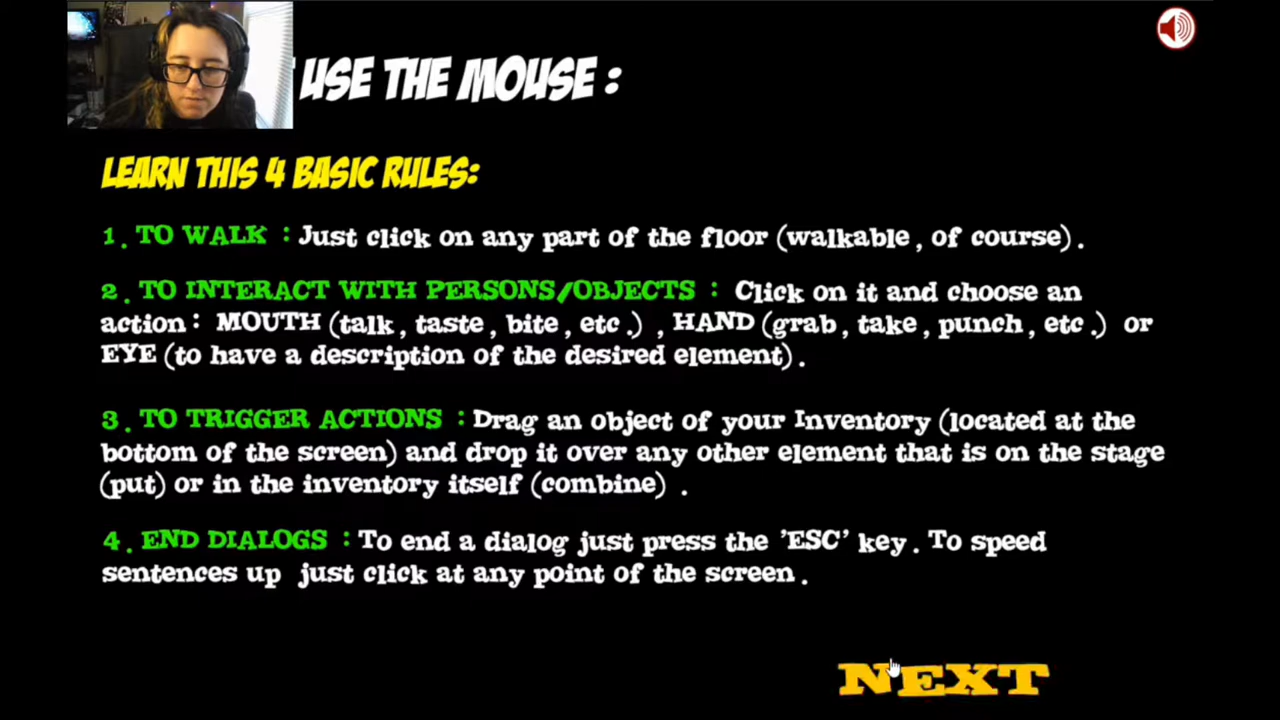 USE THE MOUSE :
LEARN THIS 4 BASIC RULES:
1. TO WALK : Just click on any part of the floor (walkable, of course).
2. TO INTERACT WITH PERSONS/OBJECTS : Click on it and choose an
action: MOUTH (talk, taste, bite, etc.), HAND (grab, take, punch, etc.) or
EYE (to have a description of the desired element).
3. TO TRIGGER ACTIONS : Drag an object of your Inventory (located at the
bottom of the screen) and drop it over any other element that is on the stage
(put) or in the inventory itself (combine) .
4. END DIALOGS : To end a dialog just press the 'ESC' key. To speed
sentences up just click at any point of the screen.
NEXT